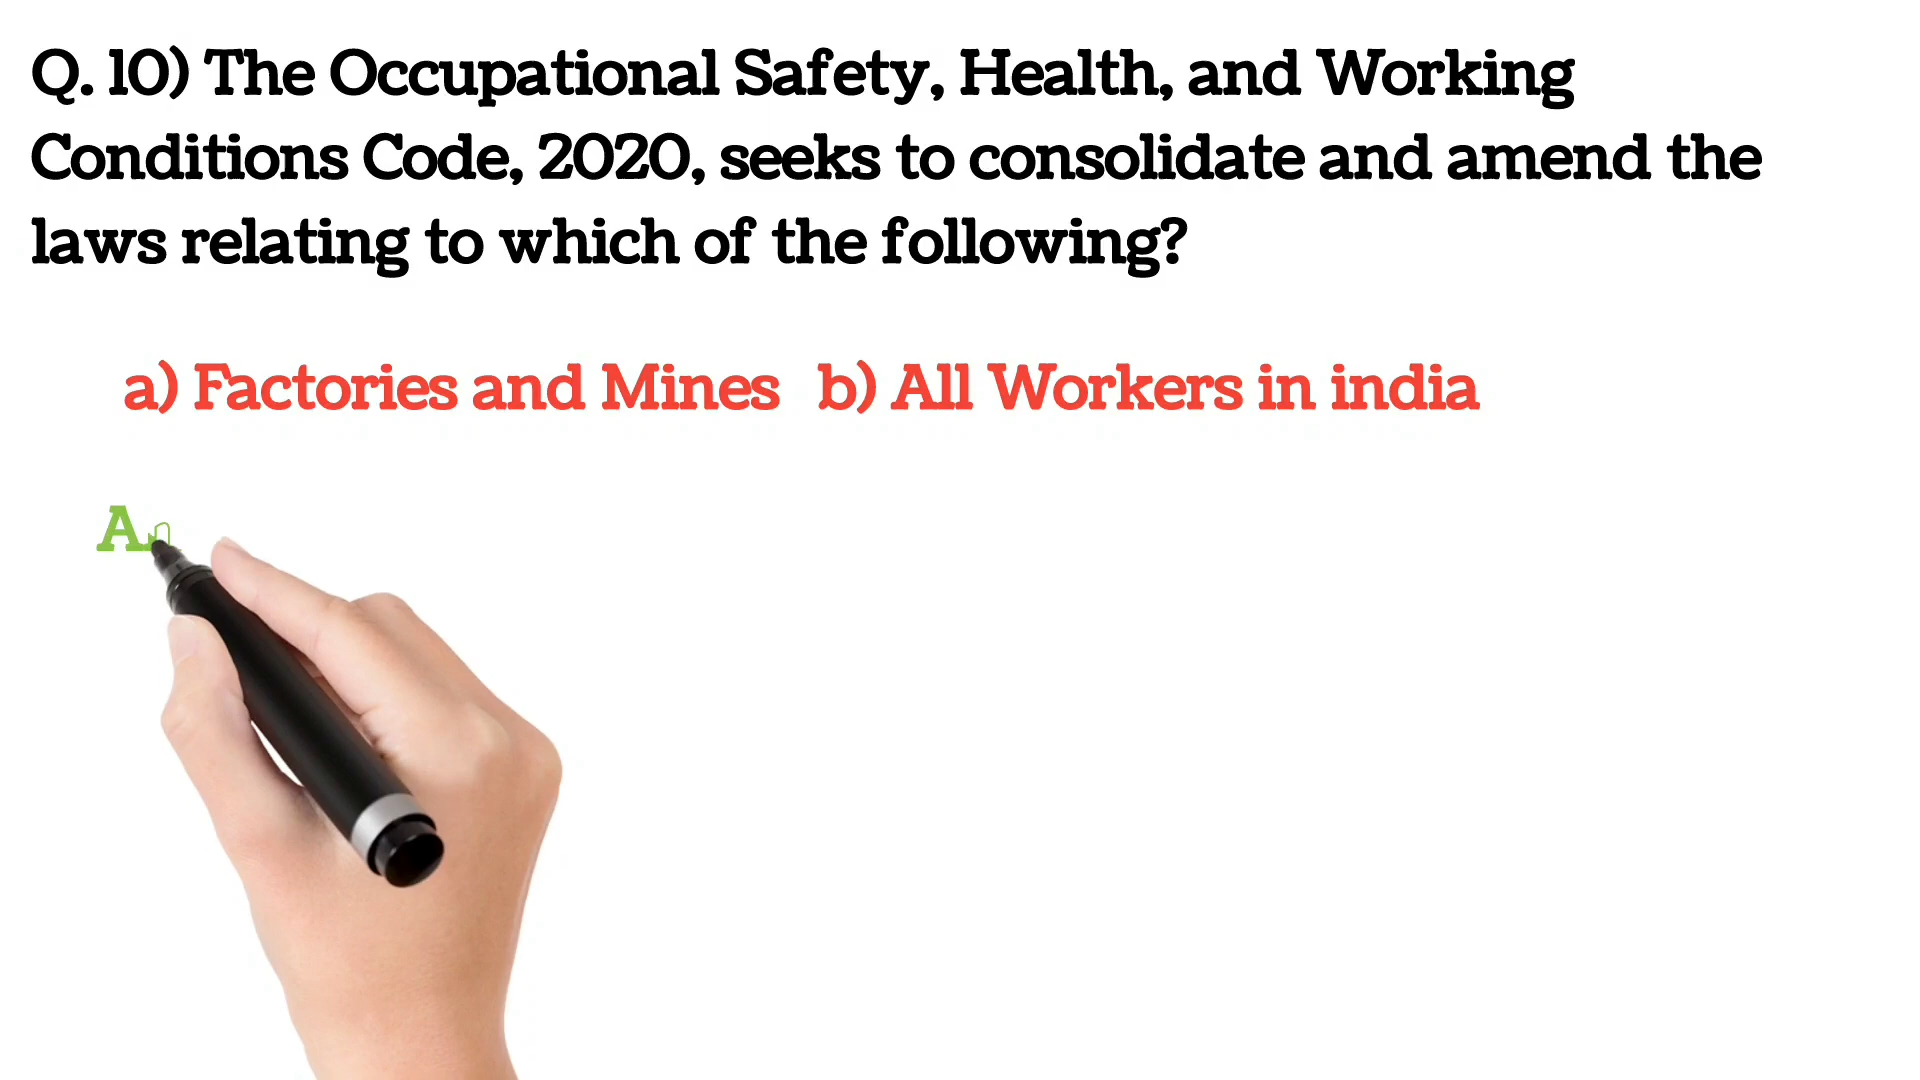 Q. 10) The Occupational Safety, Health, and Working
Conditions Code, 2020, seeks to consolidate and amend the
laws relating to which of the following?
a) Factories and Mines b) All Workers in india
A